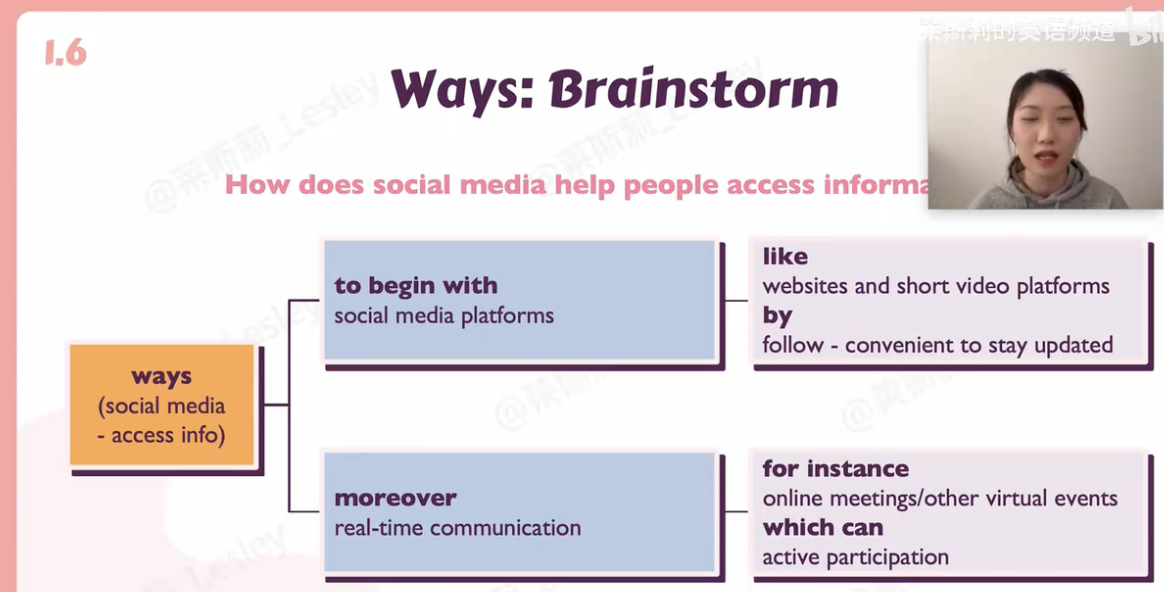 莱斯利的英语频道
1.6
Ways: Brainstorm
@莱斯莉_Lesley
How does social media help people access informa
to begin with
social media platforms
like
websites and short video platforms
by
follow - convenient to stay updated
ways
(social media
- access info)
moreover
real-time communication
for instance
online meetings/other virtual events
which can
active participation
Lesley